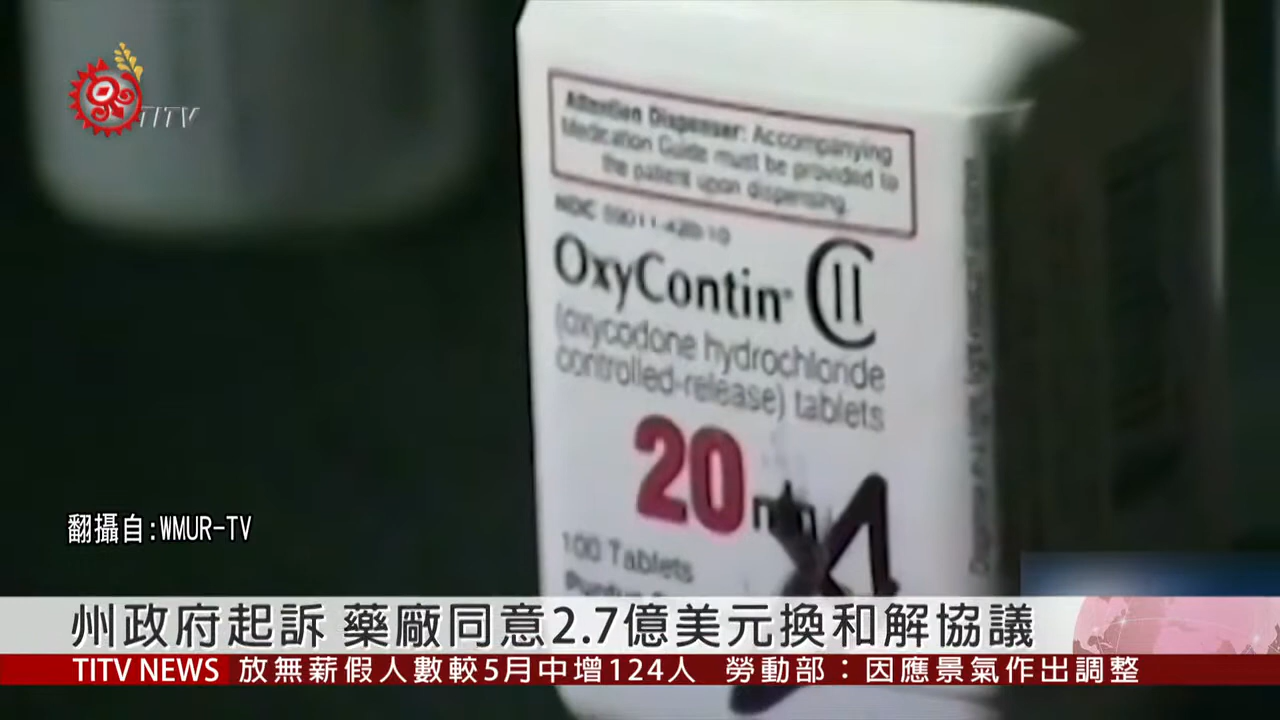 TITV
Attention Dispenser: Accompanying
Medication Guide must be provided to
the patient upon dispensing.
NDC
OxyContin CII
(oxycodone hydrochloride
controlled-release) tablets
20
100 Tablets
翻攝自:WMUR-TV
州政府起訴 藥廠同意2.7億美元換和解協議
TITV NEWS 放無薪假人數較5月中增124人 勞動部：因應景氣作出調整